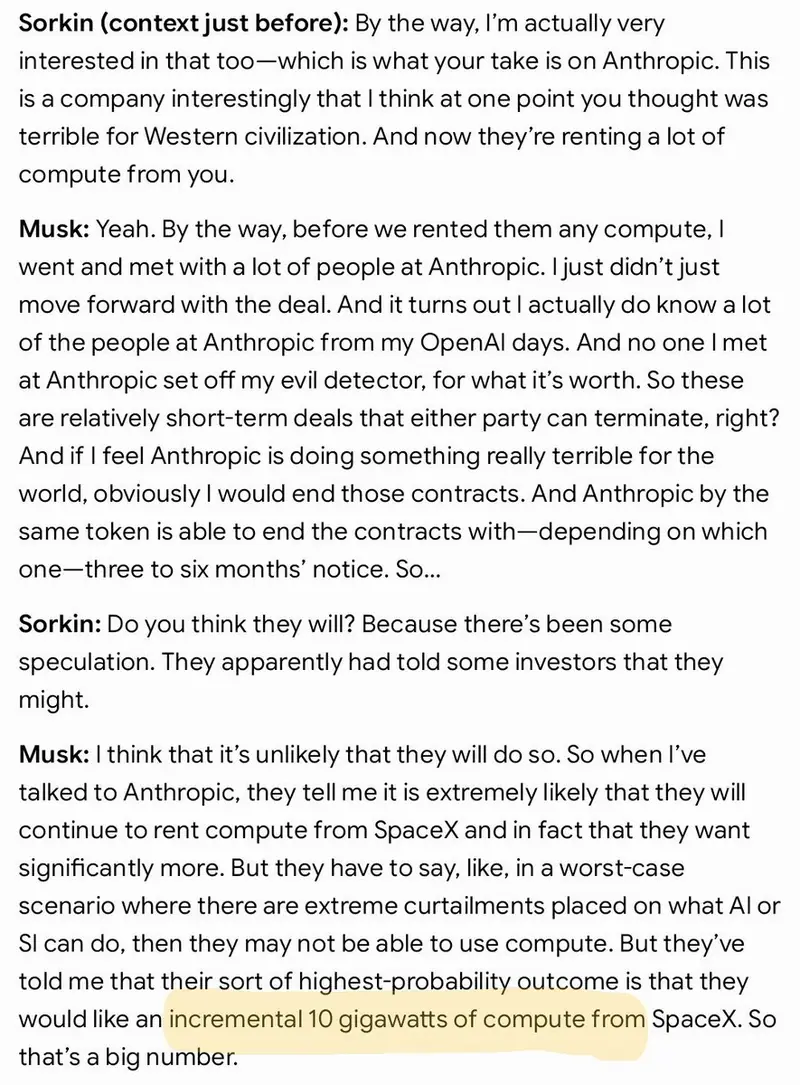 Sorkin (context just before): By the way, I'm actually very
interested in that too—which is what your take is on Anthropic. This
is a company interestingly that I think at one point you thought was
terrible for Western civilization. And now they're renting a lot of
compute from you.
Musk: Yeah. By the way, before we rented them any compute, I
went and met with a lot of people at Anthropic. I just didn't just
move forward with the deal. And it turns out I actually do know a lot
of the people at Anthropic from my OpenAI days. And no one I met
at Anthropic set off my evil detector, for what it's worth. So these
are relatively short-term deals that either party can terminate, right?
And if I feel Anthropic is doing something really terrible for the
world, obviously I would end those contracts. And Anthropic by the
same token is able to end the contracts with—depending on which
one—three to six months' notice. So...
Sorkin: Do you think they will? Because there's been some
speculation. They apparently had told some investors that they
might.
Musk: I think that it's unlikely that they will do so. So when I've
talked to Anthropic, they tell me it is extremely likely that they will
continue to rent compute from SpaceX and in fact that they want
significantly more. But they have to say, like, in a worst-case
scenario where there are extreme curtailments placed on what AI or
SI can do, then they may not be able to use compute. But they've
told me that their sort of highest-probability outcome is that they
would like an incremental 10 gigawatts of compute from SpaceX. So
that's a big number.